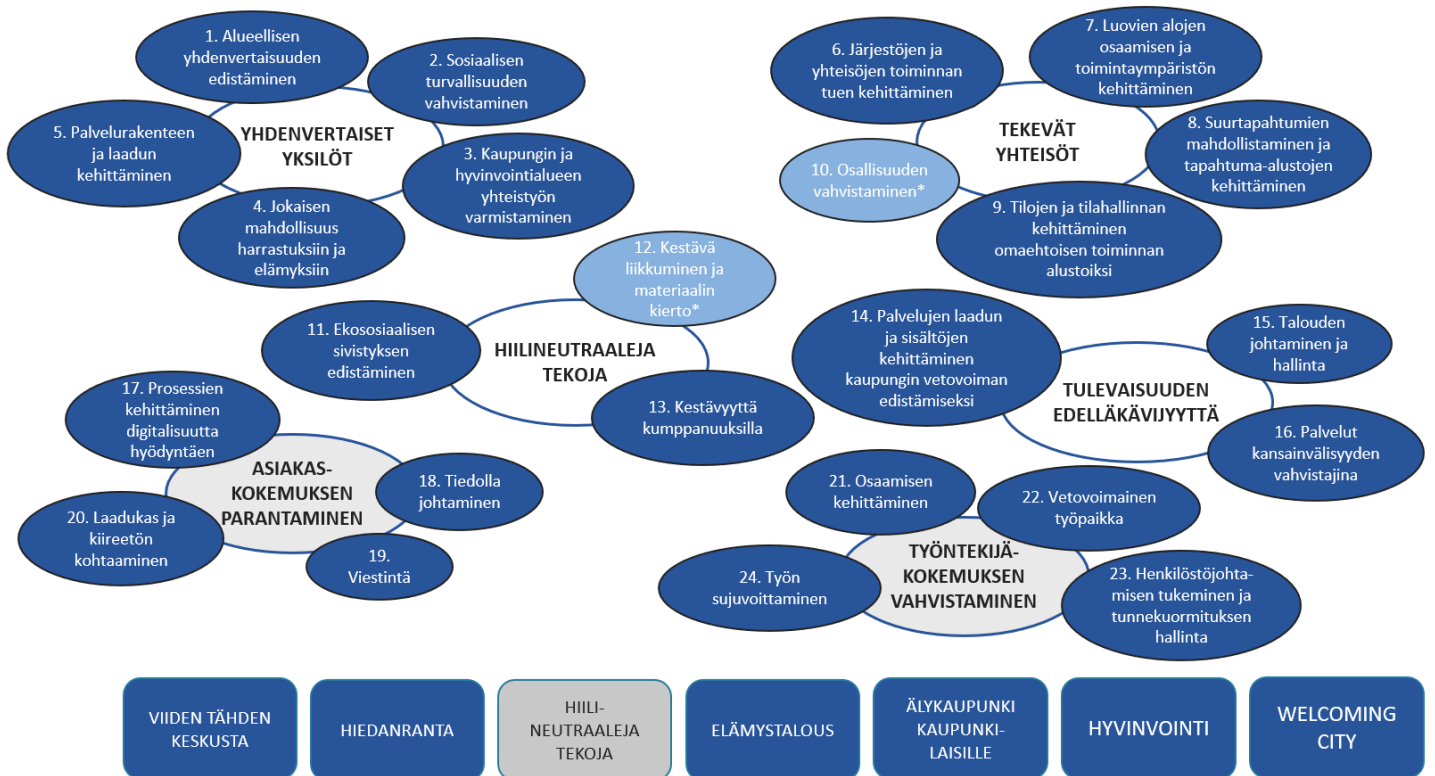 1. Alueellisen
yhdenvertaisuuden
edistäminen
2. Sosiaalisen
turvallisuuden
vahvistaminen
5. Palvelurakenteen
ja laadun
kehittäminen
YHDENVERTAISET
YKSILÖT
3. Kaupungin ja
hyvinvointialueen
yhteistyön
varmistaminen
4. Jokaisen
mahdollisuus
harrastuksiin ja
elämyksiin
6. Järjestöjen ja
yhteisöjen toiminnan
tuen kehittäminen
7. Luovien alojen
osaamisen ja
toimintaympäristön
kehittäminen
TEKEVÄT
YHTEISÖT
8. Suurtapahtumien
mahdollistaminen ja
tapahtuma-alustojen
kehittäminen
10. Osallisuuden
vahvistaminen*
9. Tilojen ja tilahallinnan
kehittäminen
omaehtoisen toiminnan
alustoiksi
12. Kestävä
liikkuminen ja
materiaalin
kierto*
11. Ekososiaalisen
sivistyksen
edistäminen
HIILINEUTRAALEJA
TEKOJA
13. Kestävyyttä
kumppanuuksilla
14. Palvelujen laadun
ja sisältöjen
kehittäminen
kaupungin vetovoiman
edistämiseksi
15. Talouden
johtaminen ja
hallinta
TULEVAISUUDEN
EDELLÄKÄVIJYYTTÄ
16. Palvelut
kansainvälisyyden
vahvistajina
17. Prosessien
kehittäminen
digitalisuutta
hyödyntäen
ASIAKAS-
KOKEMUKSEN
PARANTAMINEN
18. Tiedolla
johtaminen
20. Laadukas ja
kiireetön
kohtaaminen
19.
Viestintä
21. Osaamisen
kehittäminen
22. Vetovoimainen
työpaikka
TYÖNTEKIJÄ-
KOKEMUKSEN
VAHVISTAMINEN
24. Työn
sujuvoittaminen
23. Henkilöstöjohta-
misen tukeminen ja
tunnekuormituksen
hallinta
VIIDEN TÄHDEN
KESKUSTA
HIEDANRANTA
HIILI-
NEUTRAALEJA
TEKOJA
ELÄMYSTALOUS
ÄLYKAUPUNKI
KAUPUNKI-
LAISILLE
HYVINVOINTI
WELCOMING
CITY